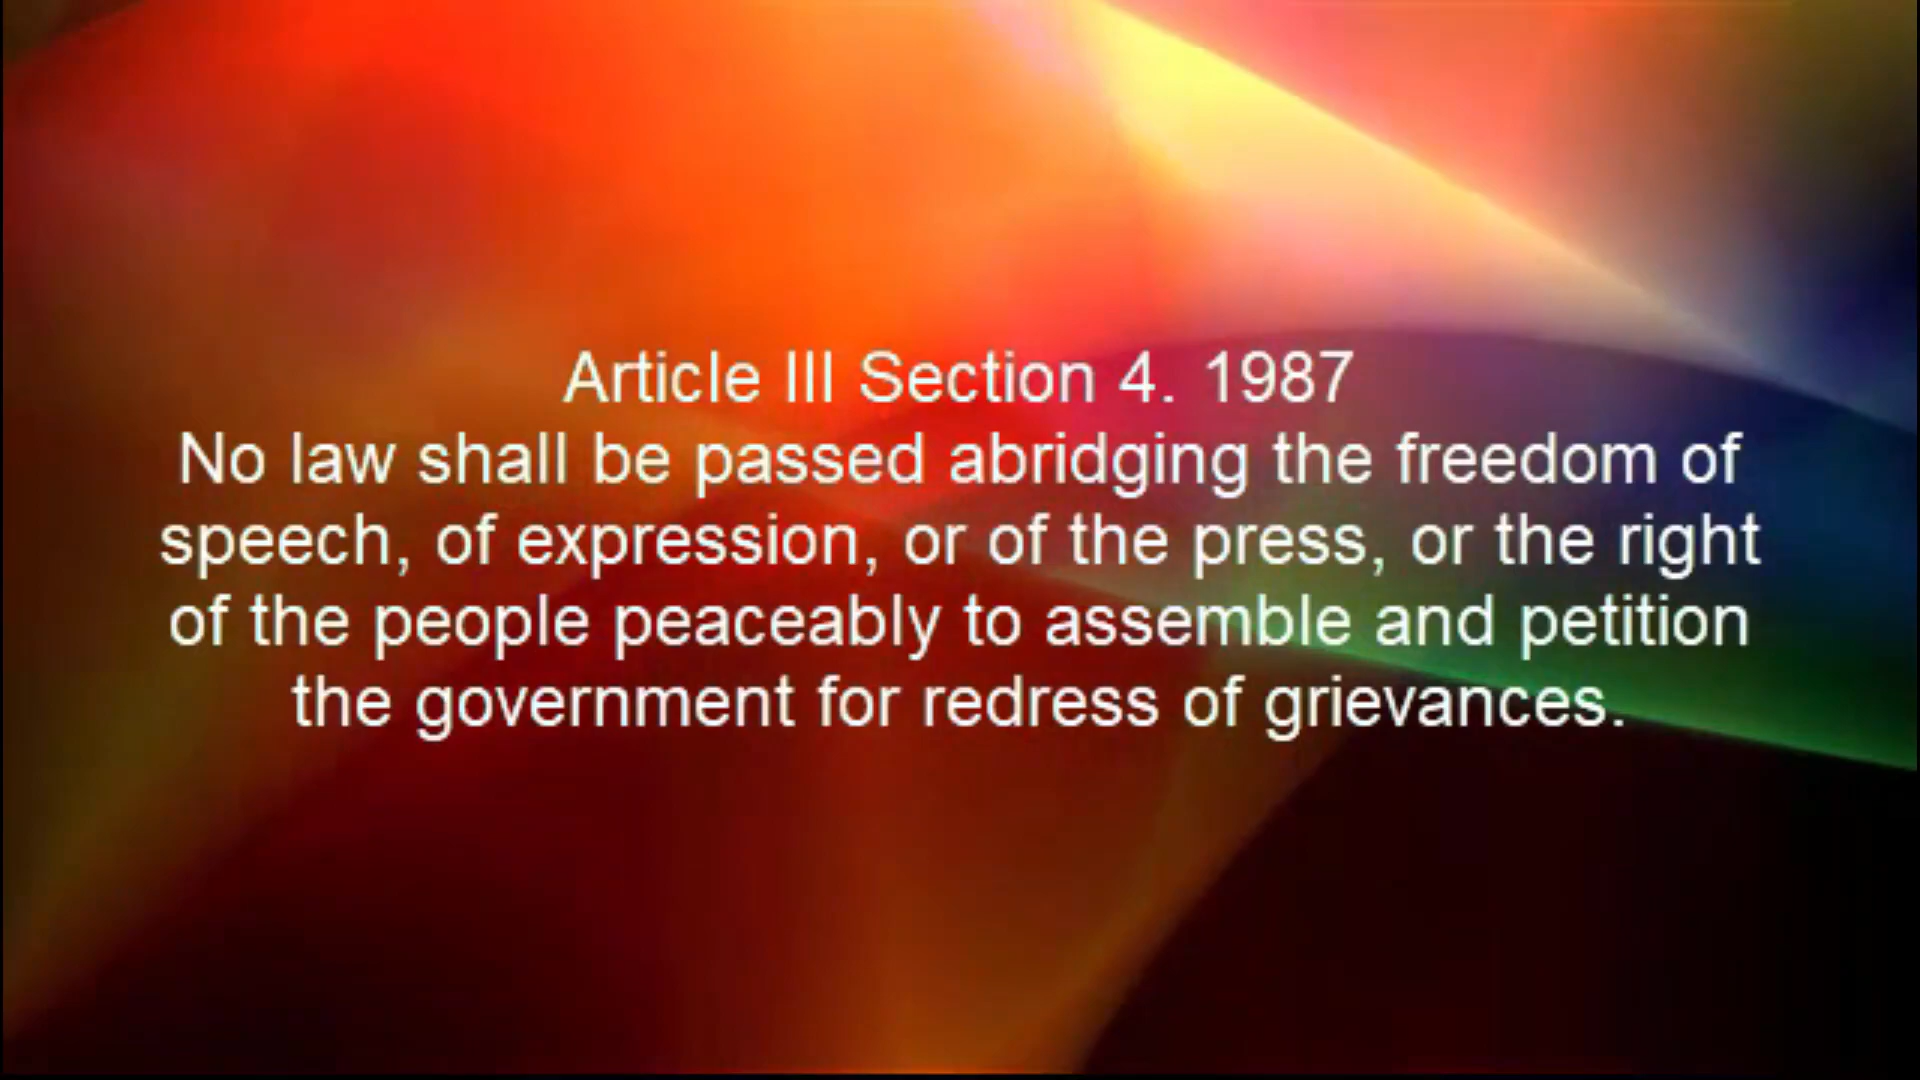 Article III Section 4. 1987
No law shall be passed abridging the freedom of
speech, of expression, or of the press, or the right
of the people peaceably to assemble and petition
the government for redress of grievances.